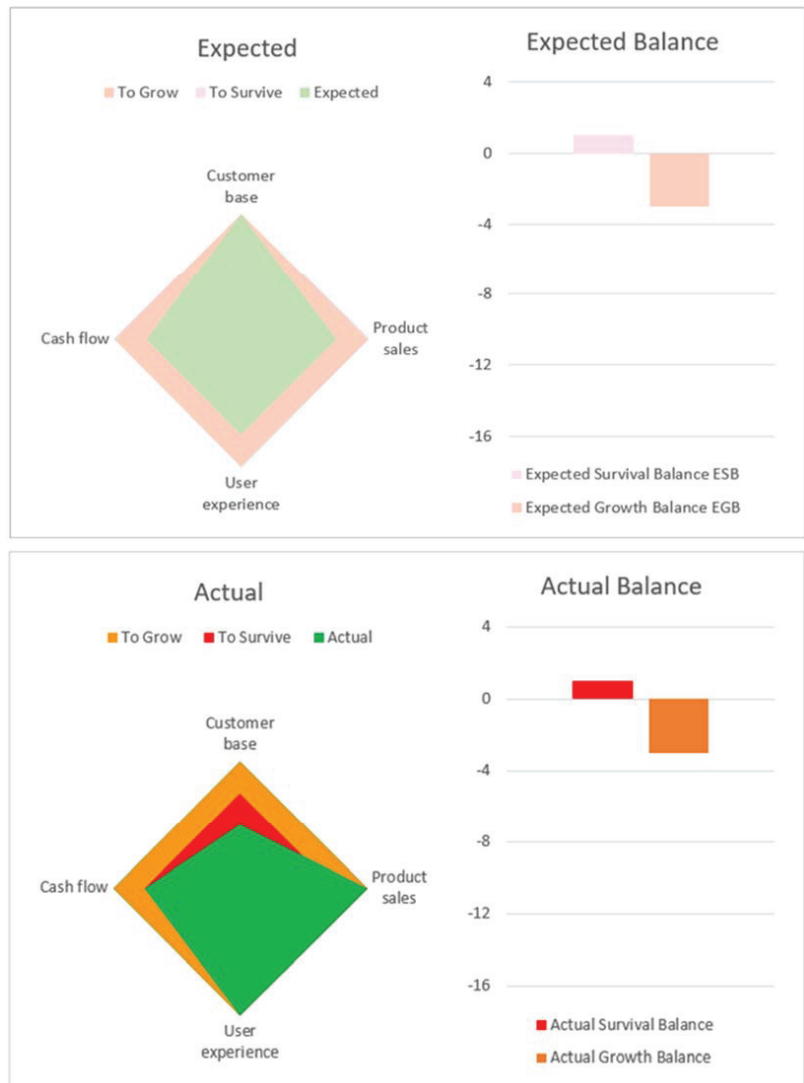 Expected
To Grow To Survive Expected
Customer
base
Cash flow
Product
sales
User
experience
Expected Balance
4
0
-4
-8
-12
-16
Expected Survival Balance ESB
Expected Growth Balance EGB
Actual
To Grow To Survive Actual
Customer
base
Cash flow
Product
sales
User
experience
Actual Balance
4
0
-4
-8
-12
-16
Actual Survival Balance
Actual Growth Balance